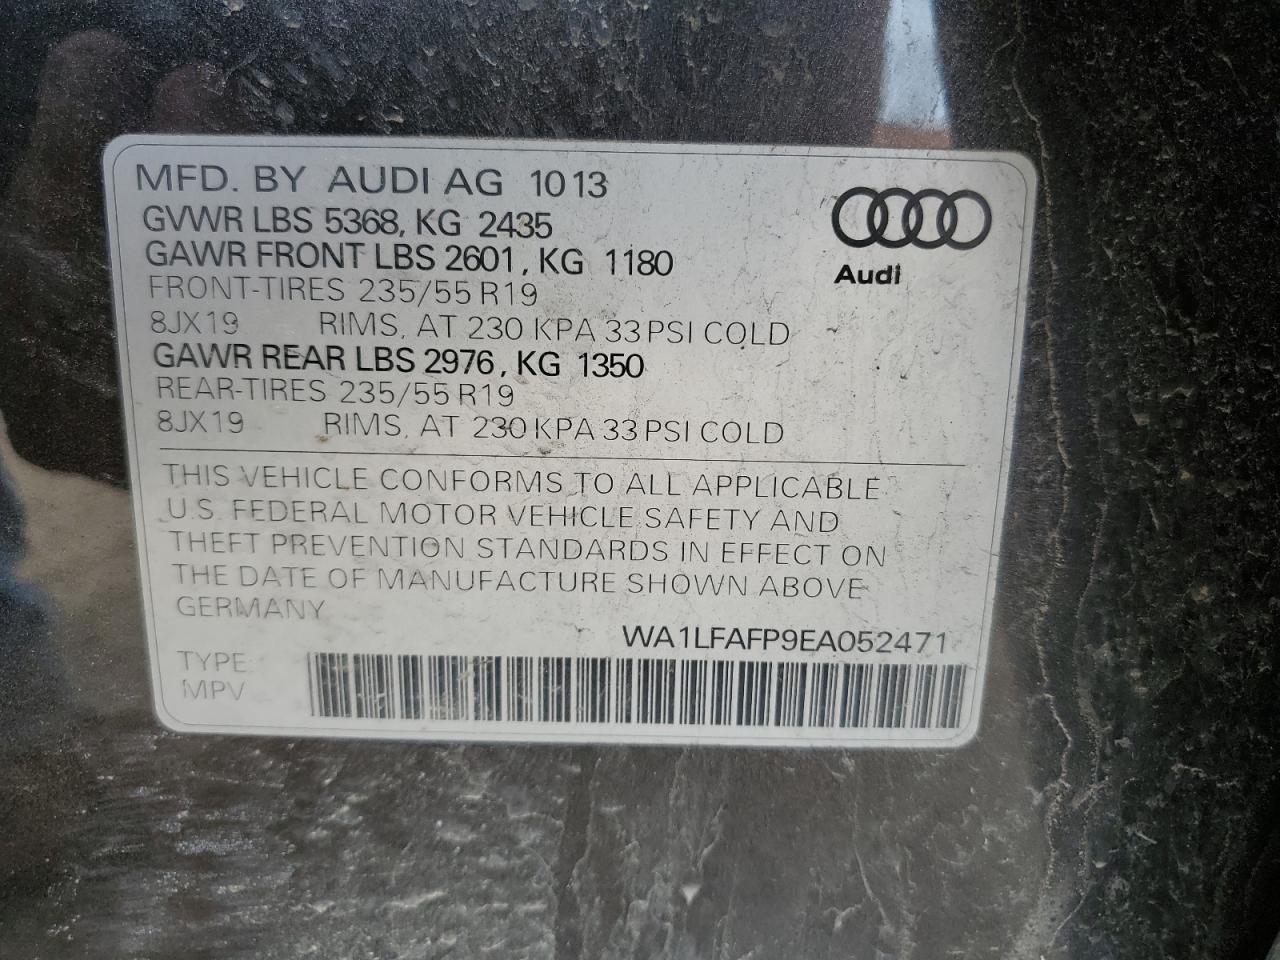 MFD. BY AUDI AG 10 13
GVWR LBS 5368, KG 2435
GAWR FRONT LBS 2601, KG 1180
FRONT-TIRES 235/55 R19
8JX19 RIMS, AT 230 KPA 33 PSI COLD
GAWR REAR LBS 2976, KG 1350
REAR-TIRES 235/55 R19
8JX19 RIMS, AT 230 KPA 33 PSI COLD
Audi
THIS VEHICLE CONFORMS TO ALL APPLICABLE
U.S. FEDERAL MOTOR VEHICLE SAFETY AND
THEFT PREVENTION STANDARDS IN EFFECT ON
THE DATE OF MANUFACTURE SHOWN ABOVE
GERMANY
WA1LFAFP9EA052471
TYPE:
MPV